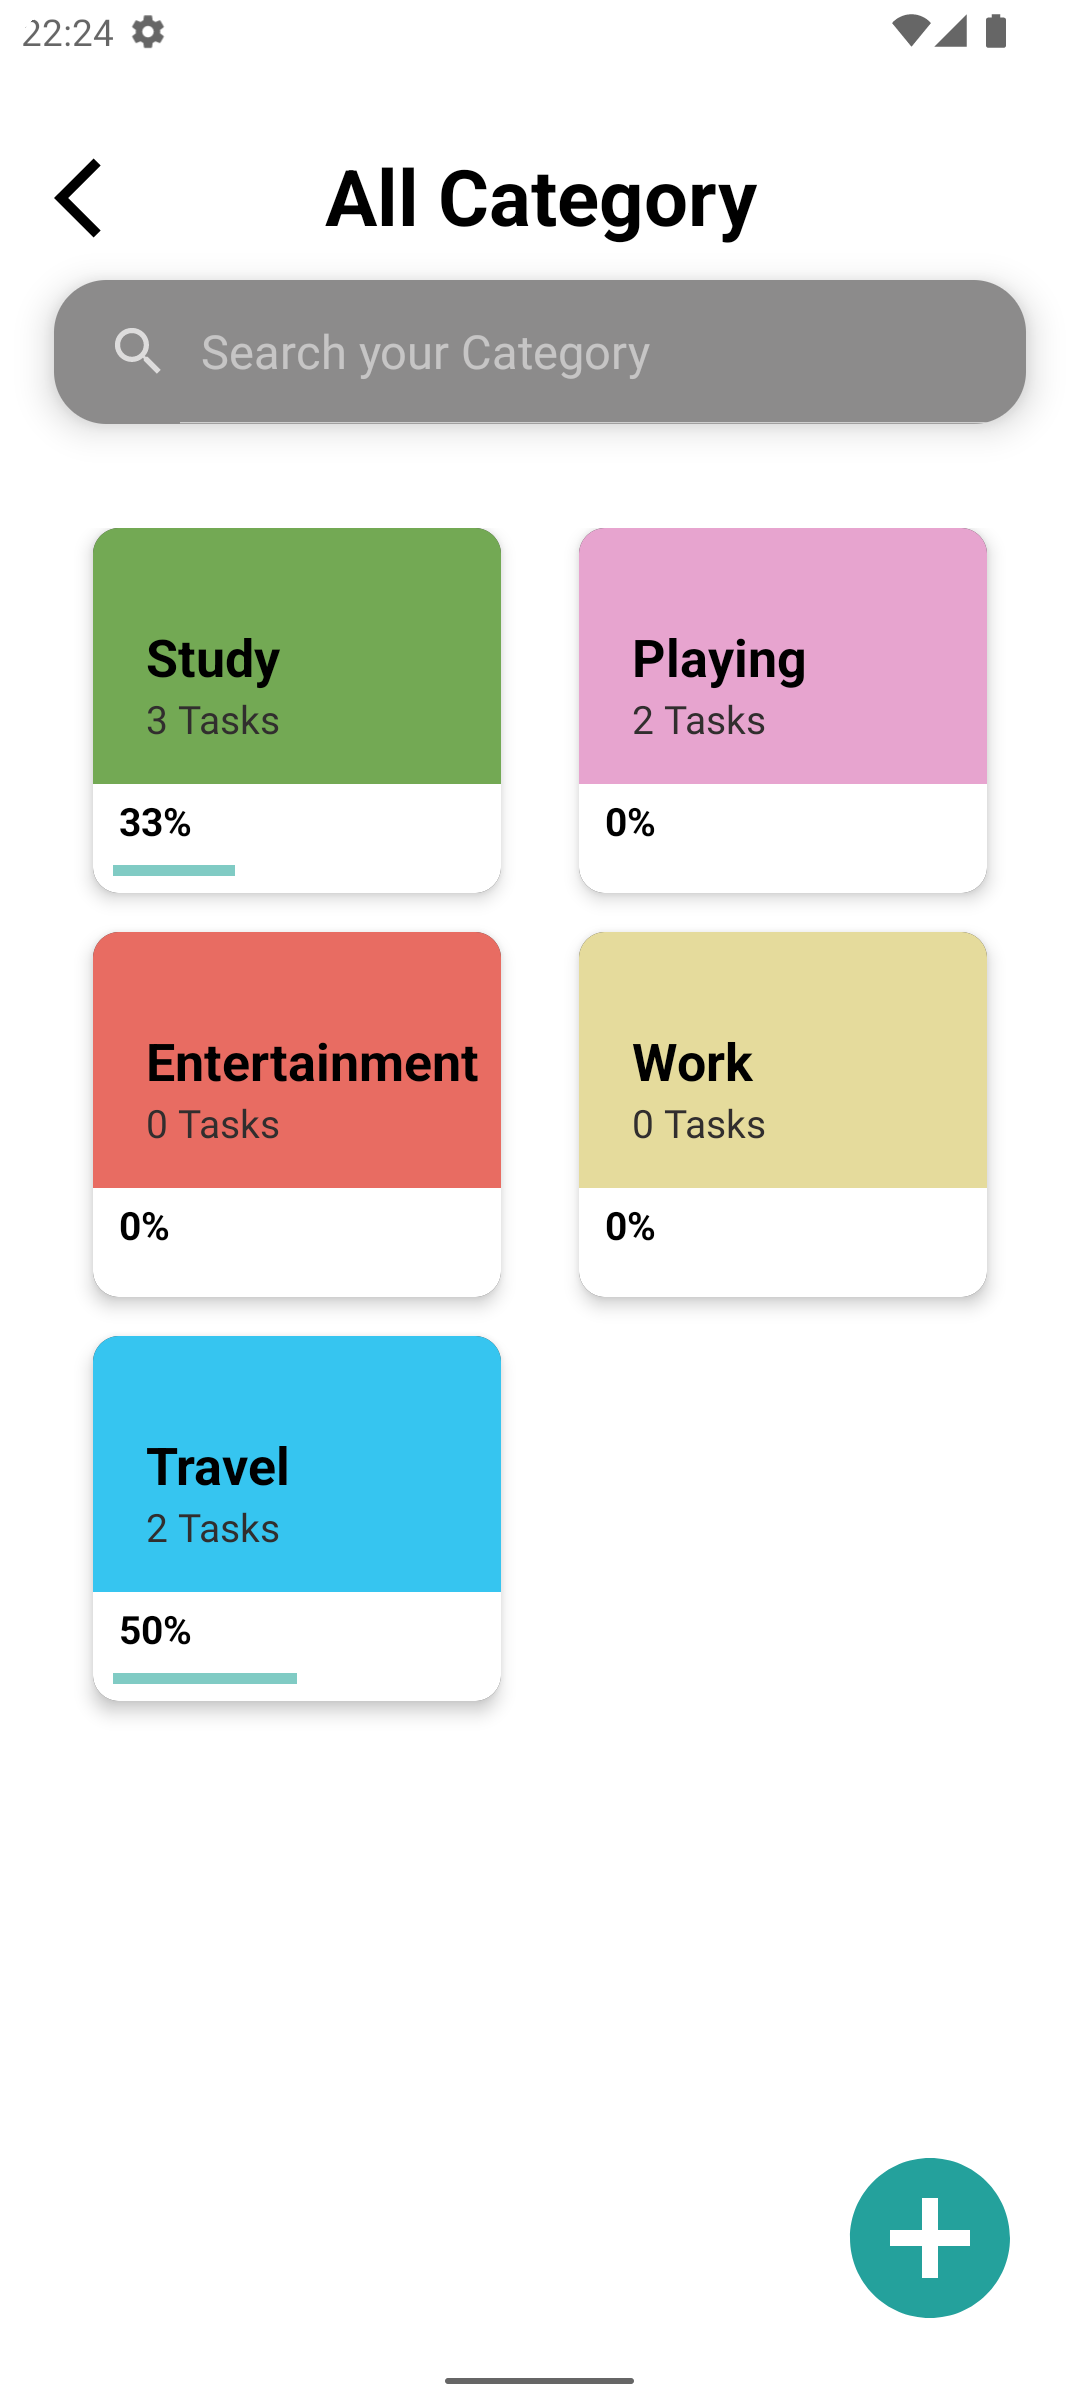 22:24
All Category
Search your Category
Study
3 Tasks
33%
Playing
2 Tasks
0%
Entertainment
0 Tasks
0%
Work
0 Tasks
0%
Travel
2 Tasks
50%